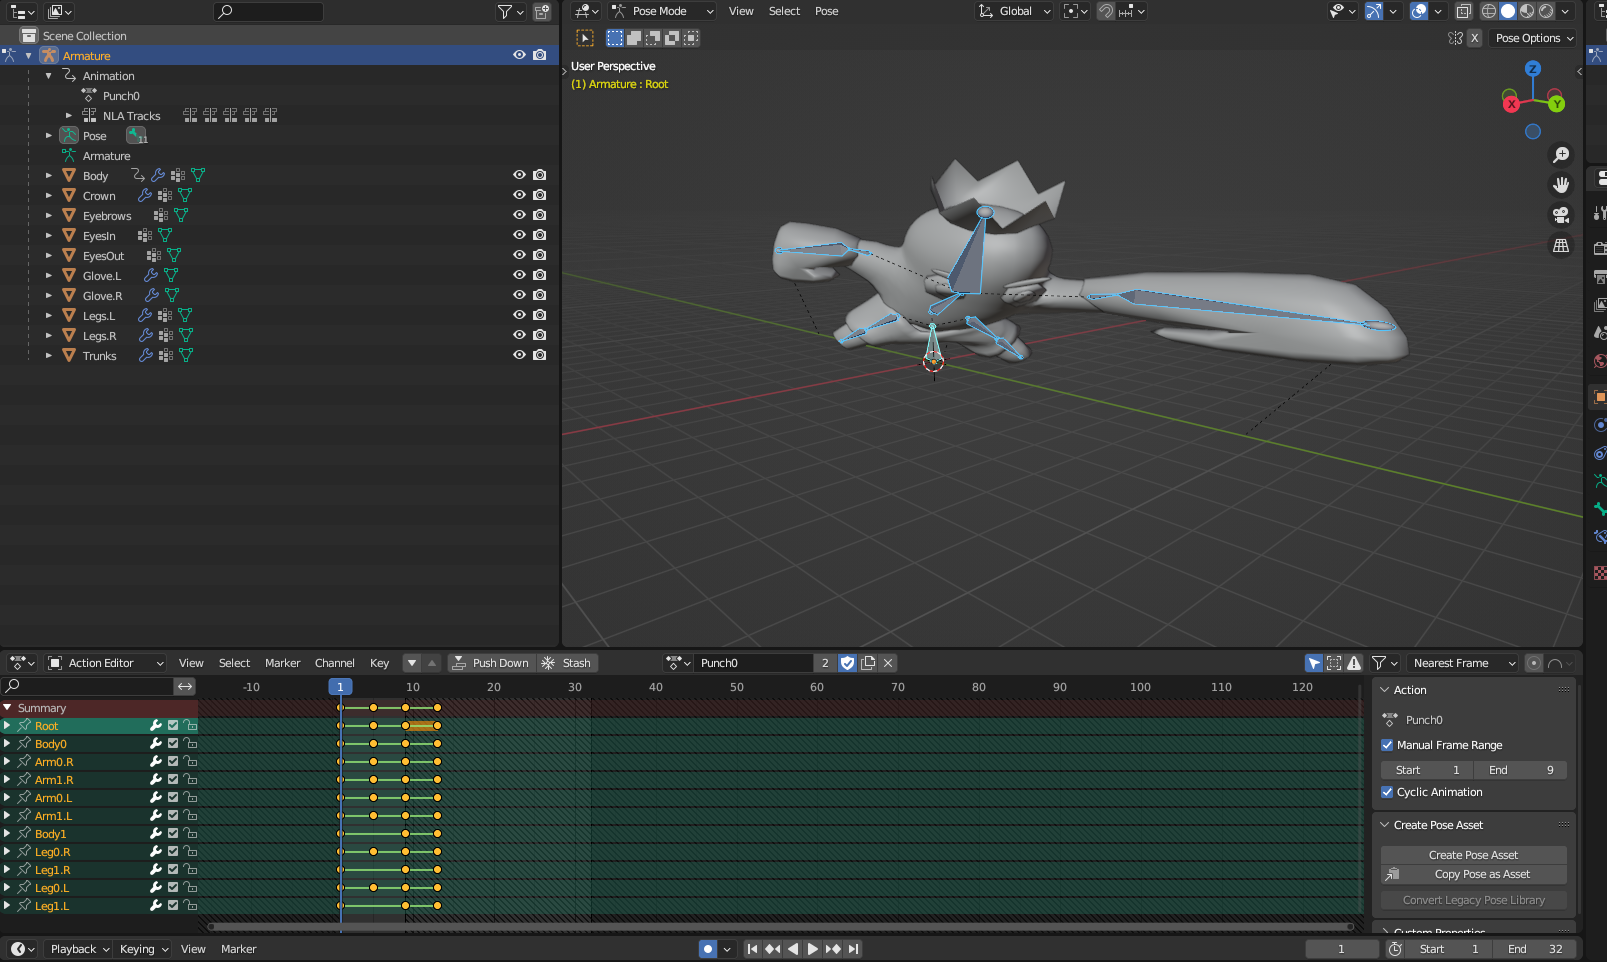 Pose Mode View Select Pose Global
Pose Options
X
Scene Collection
Armature
Animation
Punch0
NLA Tracks
Pose 11
Armature
Body
Crown
Eyebrows
EyesIn
EyesOut
Glove.L
Glove.R
Legs.L
Legs.R
Trunks
User Perspective
(1) Armature : Root
Z
X
Y
Action Editor View Select Marker Channel Key Push Down Stash Punch0 2 Nearest Frame
-10 1 10 20 30 40 50 60 70 80 90 100 110 120
Summary
Root
Body0
Arm0.R
Arm1.R
Arm0.L
Arm1.L
Body1
Leg0.R
Leg1.R
Leg0.L
Leg1.L
Action
Punch0
Manual Frame Range
Start 1 End 9
Cyclic Animation
Create Pose Asset
Create Pose Asset
Copy Pose as Asset
Convert Legacy Pose Library
Custom Properties
Playback Keying View Marker 1 Start 1 End 32